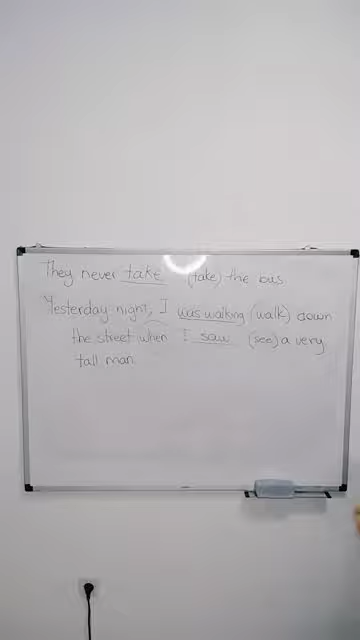 They never take (take) the bus
Yesterday night, I was walking (walk) down
the street when I saw (see) a very
tall man